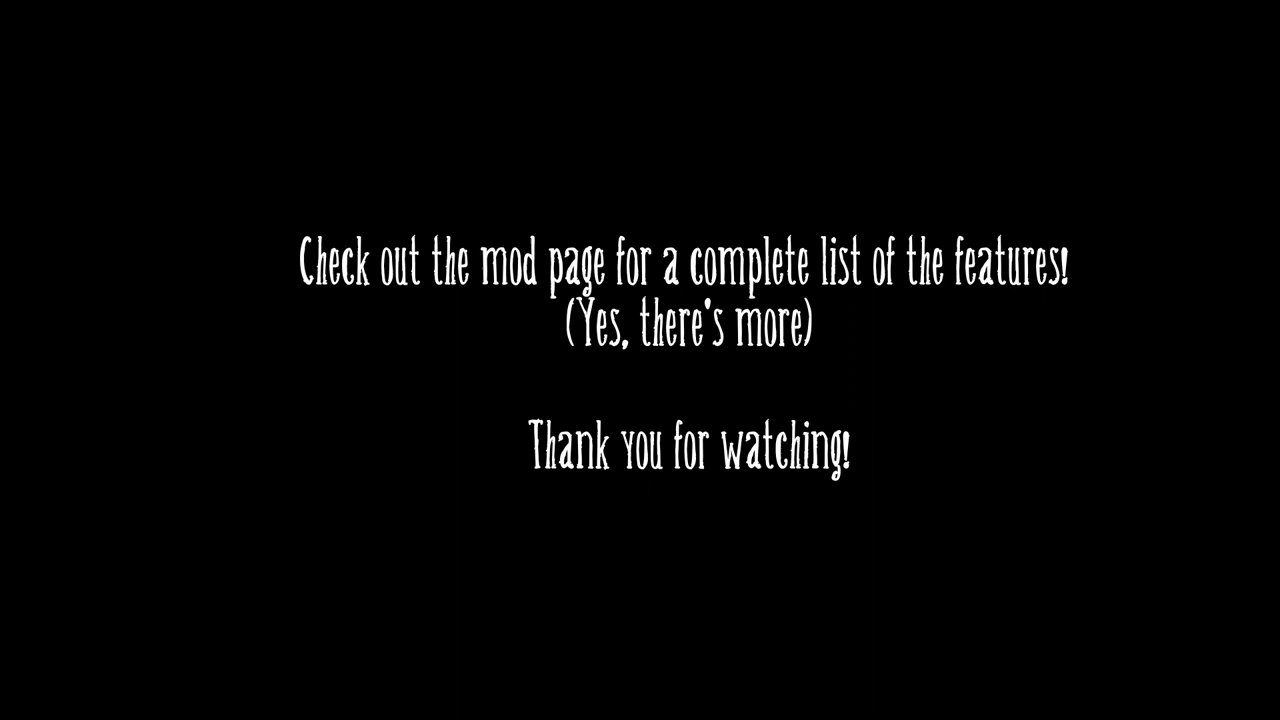 Check out the mod page for a complete list of the features!
(Yes, there's more)
Thank you for watching!